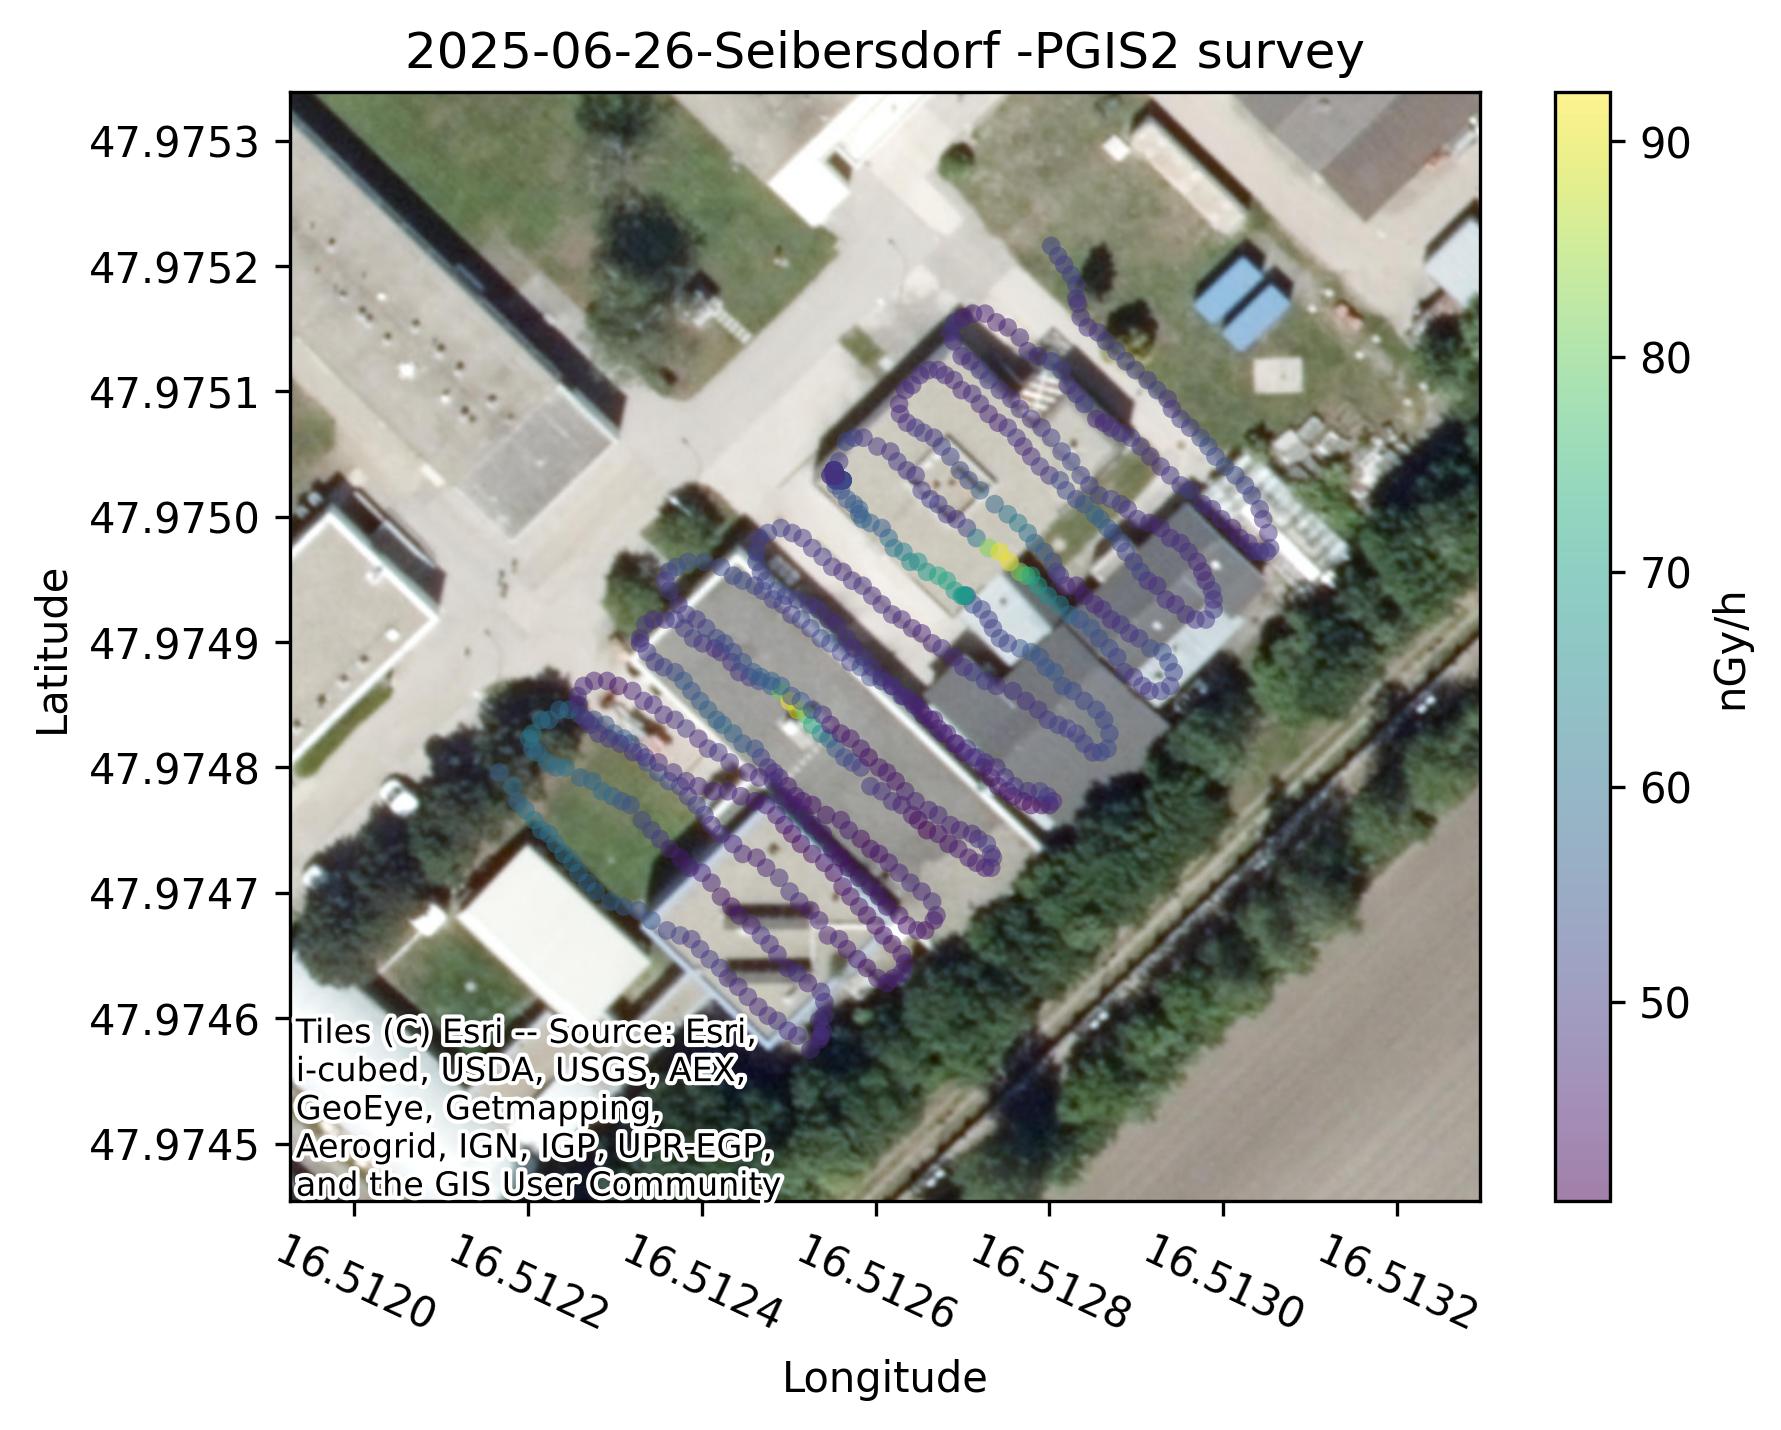 2025-06-26-Seibersdorf -PGIS2 survey
47.9753
47.9752
47.9751
47.9750
47.9749
47.9748
47.9747
47.9746
47.9745
Latitude
Tiles (C) Esri -- Source: Esri,
i-cubed, USDA, USGS, AEX,
GeoEye, Getmapping,
Aerogrid, IGN, IGP, UPR-EGP,
and the GIS User Community
16.5120
16.5122
16.5124
16.5126
16.5128
16.5130
16.5132
Longitude
90
80
70
60
50
nGy/h